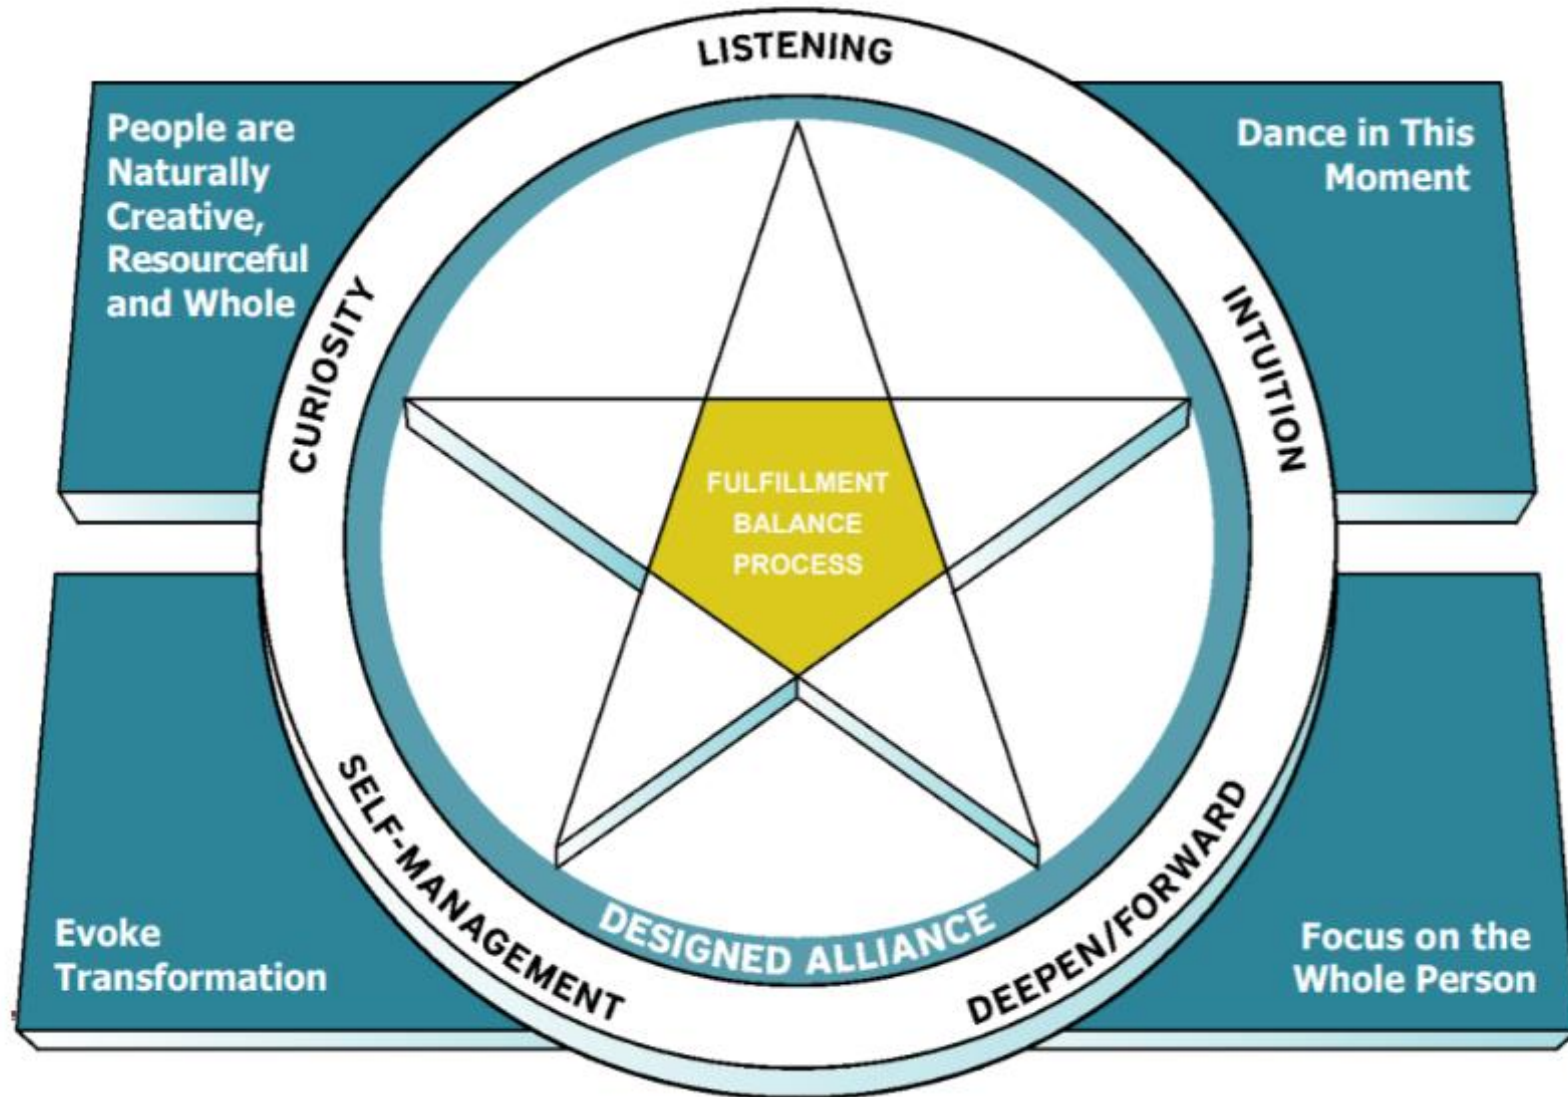 LISTENING
People are
Naturally
Creative,
Resourceful
and Whole
Dance in This
Moment
CURIOSITY
INTUITION
FULFILLMENT
BALANCE
PROCESS
SELF-MANAGEMENT
DEEPEN/FORWARD
DESIGNED ALLIANCE
Evoke
Transformation
Focus on the
Whole Person